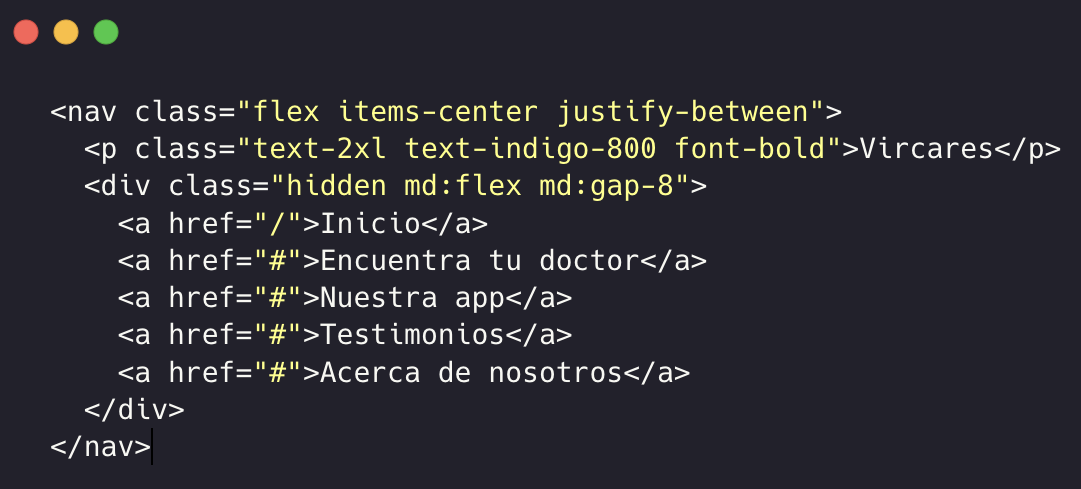 <nav class="flex items-center justify-between">
<p class="text-2xl text-indigo-800 font-bold">Vircares</p>
<div class="hidden md:flex md:gap-8">
<a href="/">Inicio</a>
<a href="#">Encuentra tu doctor</a>
<a href="#">Nuestra app</a>
<a href="#">Testimonios</a>
<a href="#">Acerca de nosotros</a>
</div>
</nav>